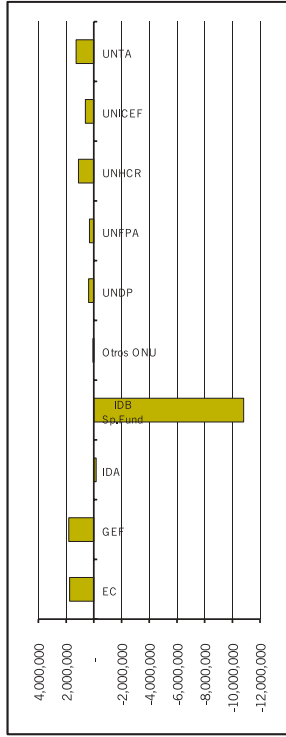 4,000,000
2,000,000
-
-2,000,000
-4,000,000
-6,000,000
-8,000,000
-10,000,000
-12,000,000
EC
GEF
IDA
IDB
Sp.Fund
Otros ONU
UNDP
UNFPA
UNHCR
UNICEF
UNTA